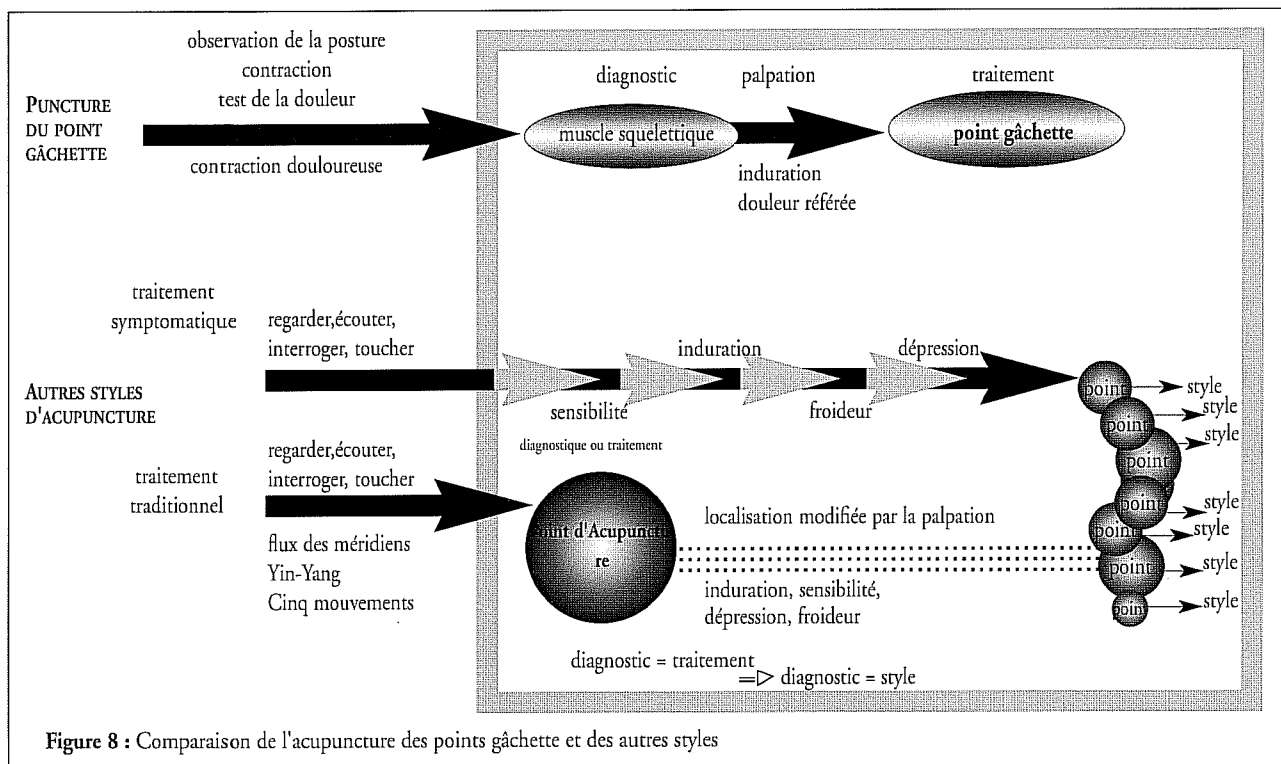 observation de la posture
contraction
test de la douleur
PUNCTURE
DU POINT
GÂCHETTE
contraction douloureuse
diagnostic palpation traitement
muscle squelettique
point gâchette
induration
douleur référée
traitement
symptomatique
regarder,écouter,
interroger, toucher
induration dépression
sensibilité froideur
AUTRES STYLES
D'ACUPUNCTURE
diagnostique ou traitement
traitement
traditionnel
regarder,écouter,
interroger, toucher
flux des méridiens
Yin-Yang
Cinq mouvements
d'Acupunctu
re
localisation modifiée par la palpation
induration, sensibilité,
dépression, froideur
point style
point style
point style
point style
point style
point style
point style
diagnostic = traitement
=▷ diagnostic = style
Figure 8 : Comparaison de l'acupuncture des points gâchette et des autres styles